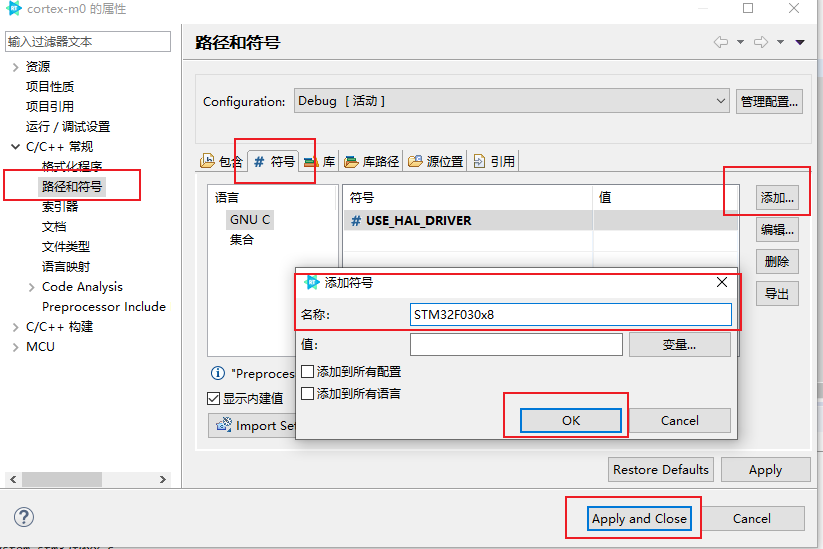 cortex-m0 的属性
输入过滤器文本
资源
项目性质
项目引用
运行 / 调试设置
C/C++ 常规
格式化程序
路径和符号
索引器
文档
文件类型
语言映射
Code Analysis
Preprocessor Include
C/C++ 构建
MCU
路径和符号
Configuration:
Debug [ 活动 ]
管理配置...
包含
# 符号
库
库路径
源位置
引用
语言
GNU C
集合
符号
值
# USE_HAL_DRIVER
添加...
编辑...
删除
导出
添加符号
名称:
STM32F030x8
值:
变量...
添加到所有配置
添加到所有语言
OK
Cancel
"Preproces
显示内建值
Import Set
Restore Defaults
Apply
Apply and Close
Cancel